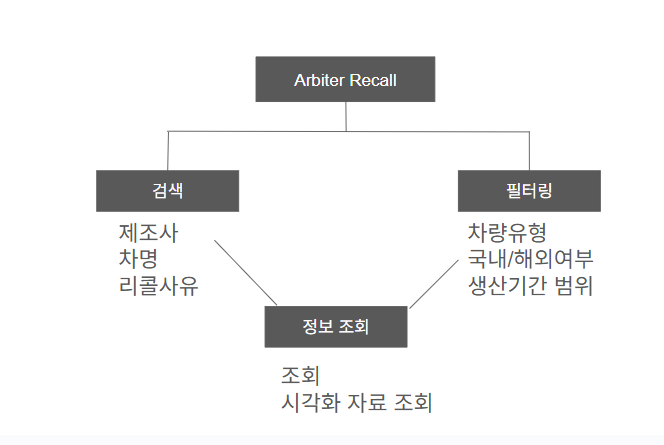 Arbiter Recall
검색
제조사
차명
리콜사유
필터링
차량유형
국내/해외여부
생산기간 범위
정보 조회
조회
시각화 자료 조회